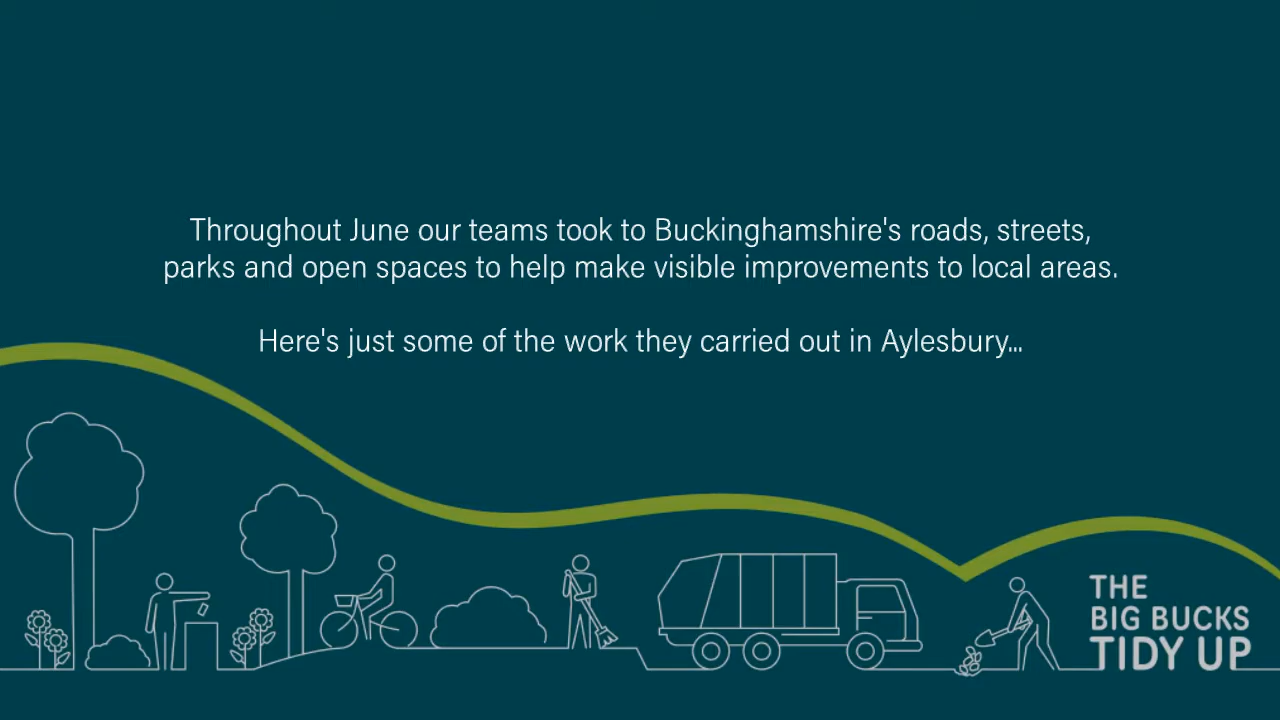 Throughout June our teams took to Buckinghamshire's roads, streets,
parks and open spaces to help make visible improvements to local areas.
Here's just some of the work they carried out in Aylesbury...
THE
BIG BUCKS
TIDY UP